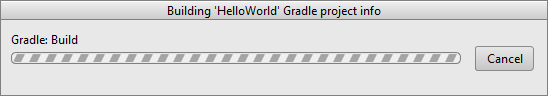 Building 'HelloWorld' Gradle project info
Gradle: Build
Cancel